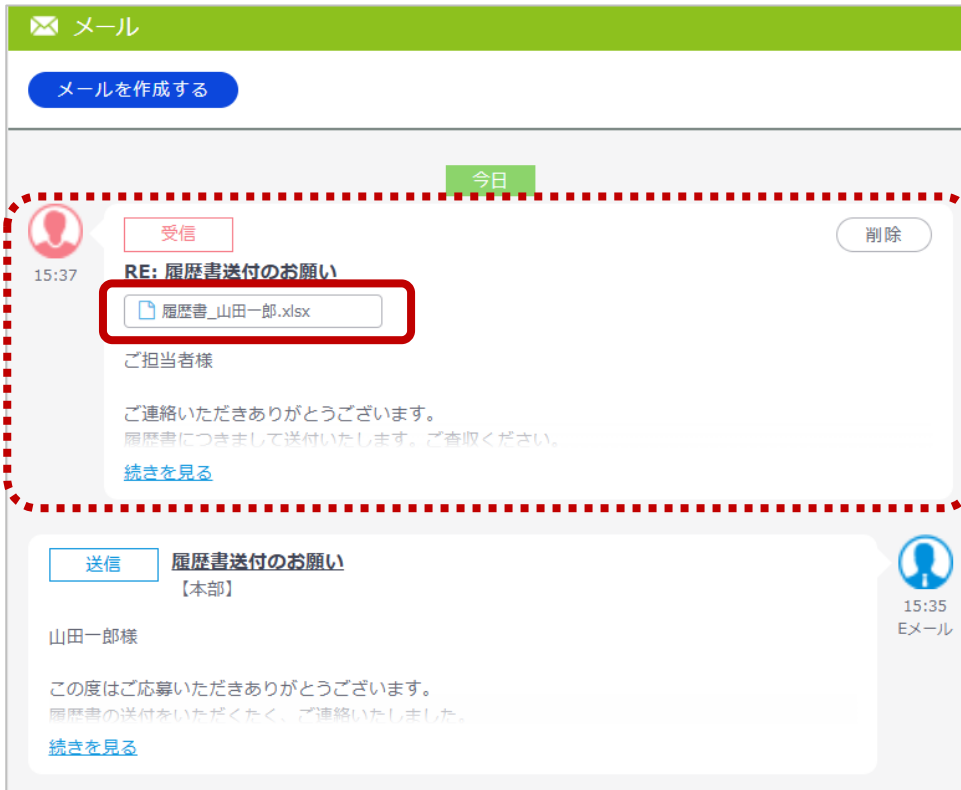 メール
メールを作成する
今日
受信
削除
15:37
RE: 履歴書送付のお願い
履歴書_山田一郎.xlsx
ご担当者様
ご連絡いただきありがとうございます。
履歴書につきまして送付いたします。ご査収ください。
続きを見る
送信
履歴書送付のお願い
【本部】
15:35
Eメール
山田一郎様
この度はご応募いただきありがとうございます。
履歴書の送付をいただくたく、ご連絡いたしました。
続きを見る